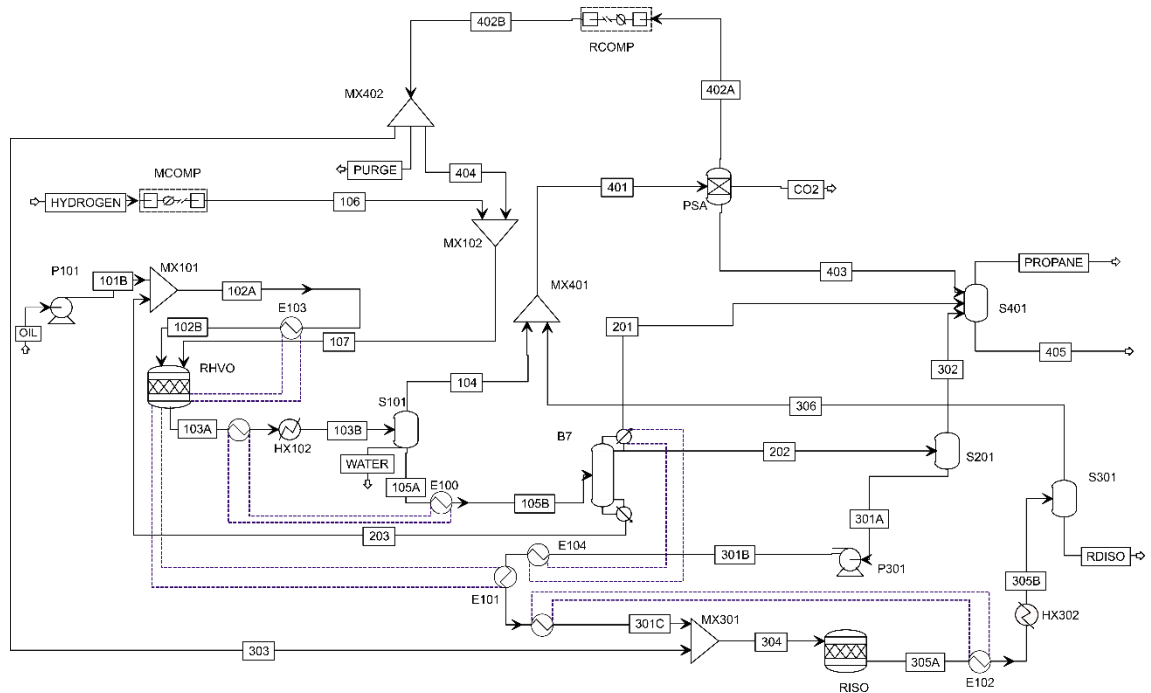 402B
RCOMP
402A
MX402
PURGE
404
MCOMP
HYDROGEN
106
401
CO2
PSA
MX102
P101
101B
MX101
102A
MX401
403
PROPANE
E103
OIL
102B
107
201
S401
405
RHVO
104
302
S101
306
103A
HX102
103B
B7
202
S201
WATER
S301
105A
E100
105B
301A
203
E104
301B
P301
RDISO
E101
305B
301C
MX301
HX302
303
304
305A
RISO
E102